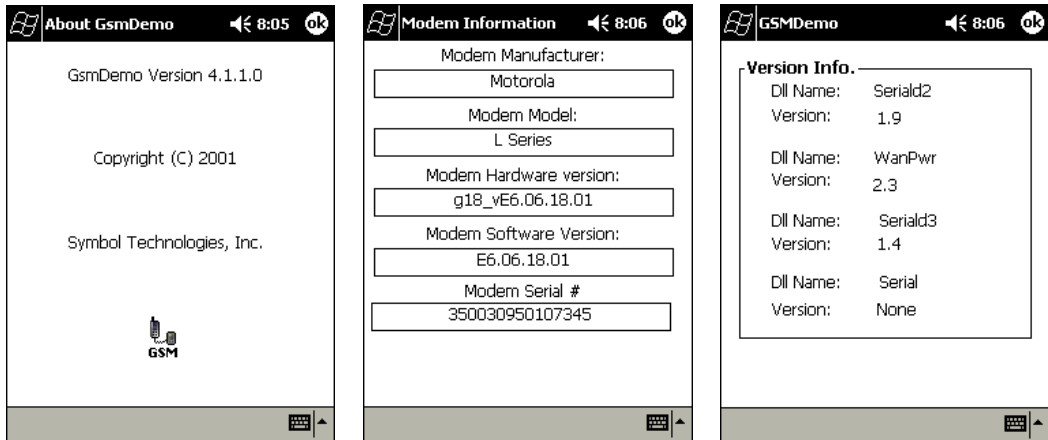 About GsmDemo 8:05 ok
GsmDemo Version 4.1.1.0
Copyright (C) 2001
Symbol Technologies, Inc.
GSM
Modem Information 8:06 ok
Modem Manufacturer:
Motorola
Modem Model:
L Series
Modem Hardware version:
g18_vE6.06.18.01
Modem Software Version:
E6.06.18.01
Modem Serial #
350030950107345
GSMDemo 8:06 ok
Version Info.
Dll Name: Seriald2
Version: 1.9
Dll Name: WanPwr
Version: 2.3
Dll Name: Seriald3
Version: 1.4
Dll Name: Serial
Version: None